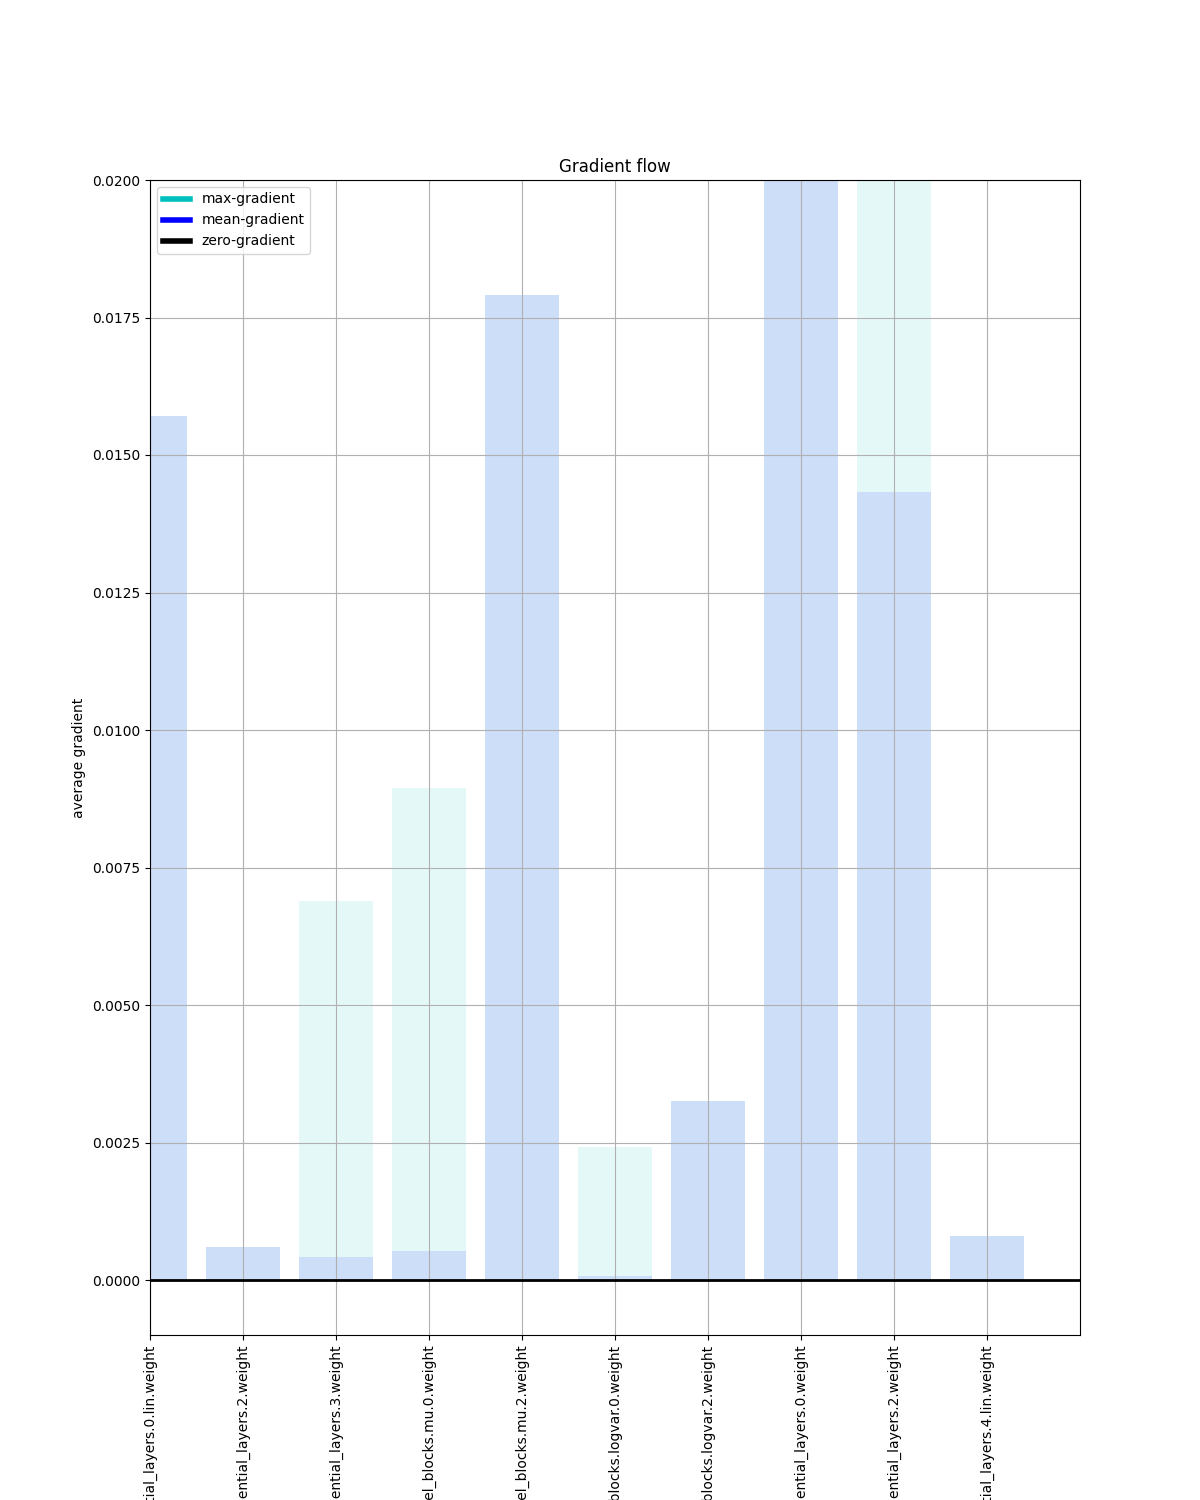 Gradient flow
max-gradient
mean-gradient
zero-gradient
0.0200
0.0175
0.0150
0.0125
0.0100
0.0075
0.0050
0.0025
0.0000
average gradient
tial_layers.0.lin.weight
ential_layers.2.weight
ential_layers.3.weight
el_blocks.mu.0.weight
el_blocks.mu.2.weight
blocks.logvar.0.weight
blocks.logvar.2.weight
ential_layers.0.weight
ential_layers.2.weight
tial_layers.4.lin.weight